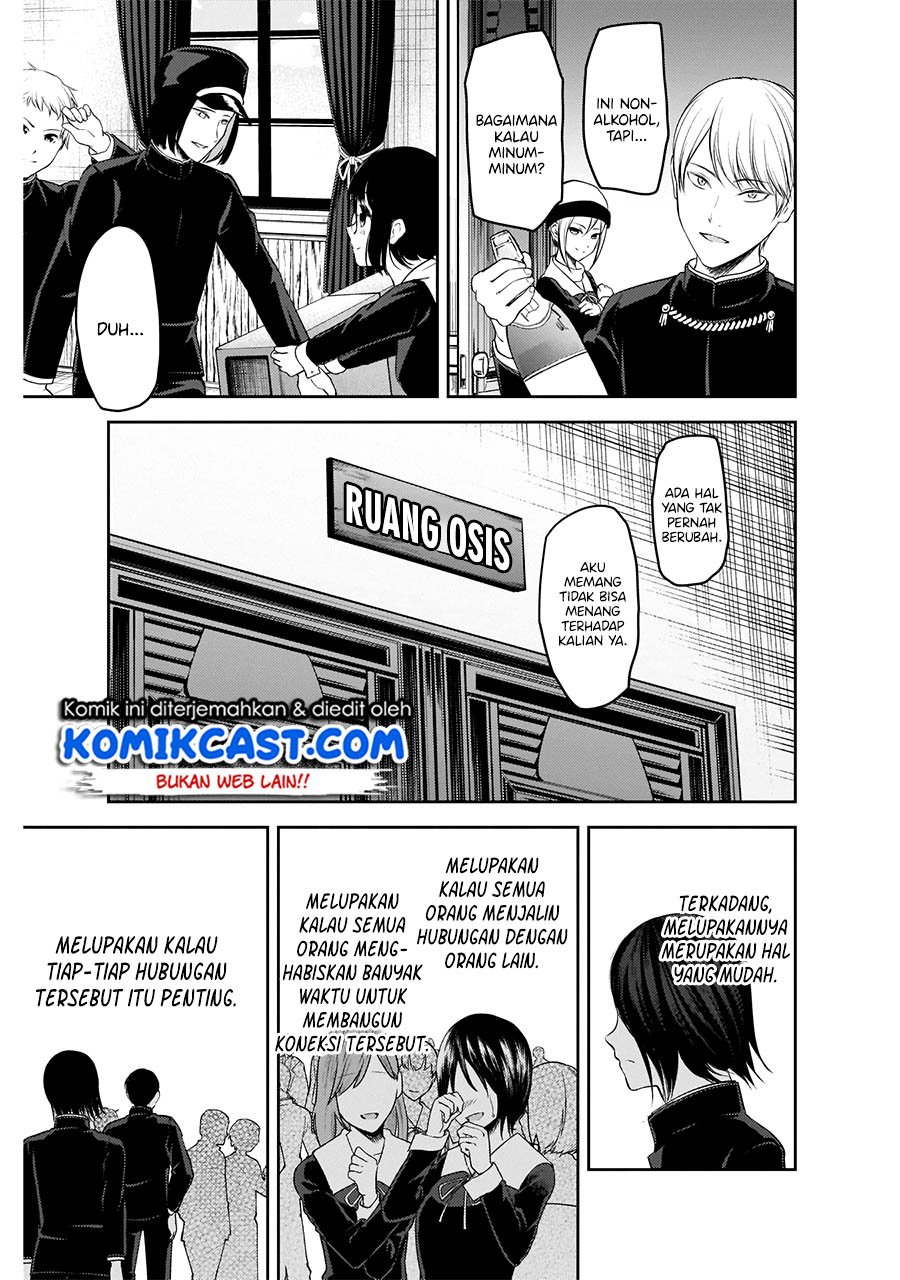 INI NON-
ALKOHOL,
TAPI...
BAGAIMANA
KALAU
MINUM-
MINUM?
DUH...
ADA HAL
YANG TAK
PERNAH
BERUBAH.
RUANG OSIS
AKU
MEMANG
TIDAK BISA
MENANG
TERHADAP
KALIAN YA.
Komik ini diterjemahkan & diedit oleh
KOMIKCAST.COM
BUKAN WEB LAIN!!
TERKADANG,
MELUPAKANNYA
MERUPAKAN HAL
YANG MUDAH.
MELUPAKAN
KALAU SEMUA
ORANG MENJALIN
HUBUNGAN DENGAN
ORANG LAIN.
MELUPAKAN
KALAU SEMUA
ORANG MENG-
HABISKAN BANYAK
WAKTU UNTUK
MEMBANGUN
KONEKSI TERSEBUT.
MELUPAKAN KALAU
TIAP-TIAP HUBUNGAN
TERSEBUT ITU PENTING.